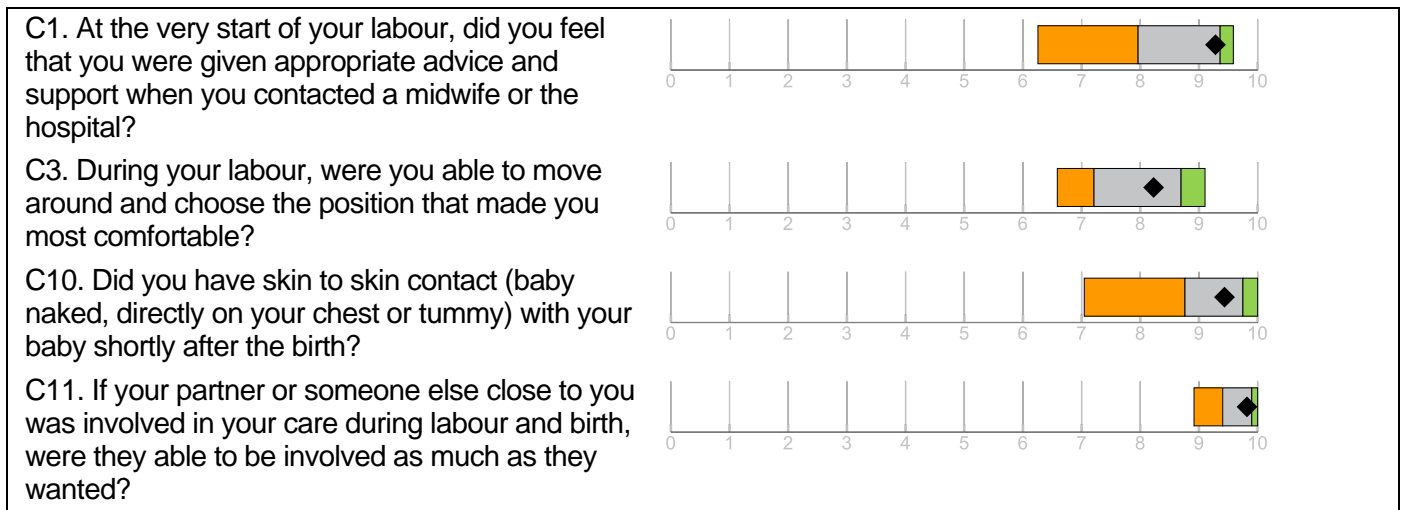 C1. At the very start of your labour, did you feel
that you were given appropriate advice and
support when you contacted a midwife or the
hospital?
0 1 2 3 4 5 6 7 8 9 10
C3. During your labour, were you able to move
around and choose the position that made you
most comfortable?
0 1 2 3 4 5 6 7 8 9 10
C10. Did you have skin to skin contact (baby
naked, directly on your chest or tummy) with your
baby shortly after the birth?
0 1 2 3 4 5 6 7 8 9 10
C11. If your partner or someone else close to you
was involved in your care during labour and birth,
were they able to be involved as much as they
wanted?
0 1 2 3 4 5 6 7 8 9 10